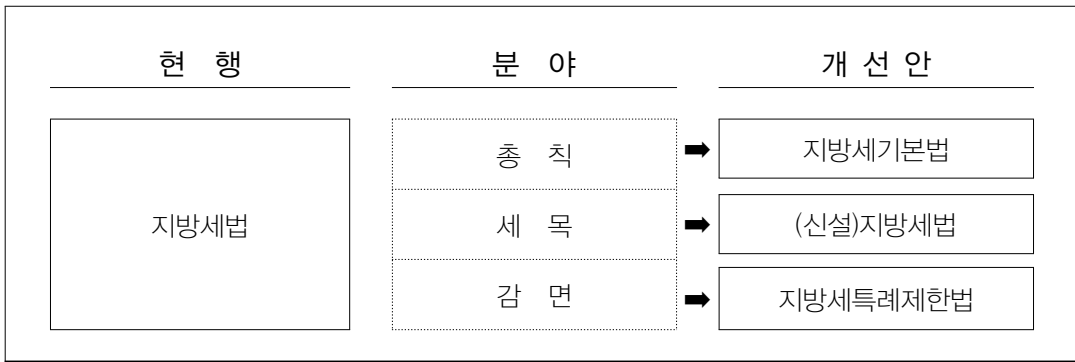 현 행
분 야
개 선 안
지방세법
총 칙
➡
지방세기본법
세 목
➡
(신설)지방세법
감 면
➡
지방세특례제한법